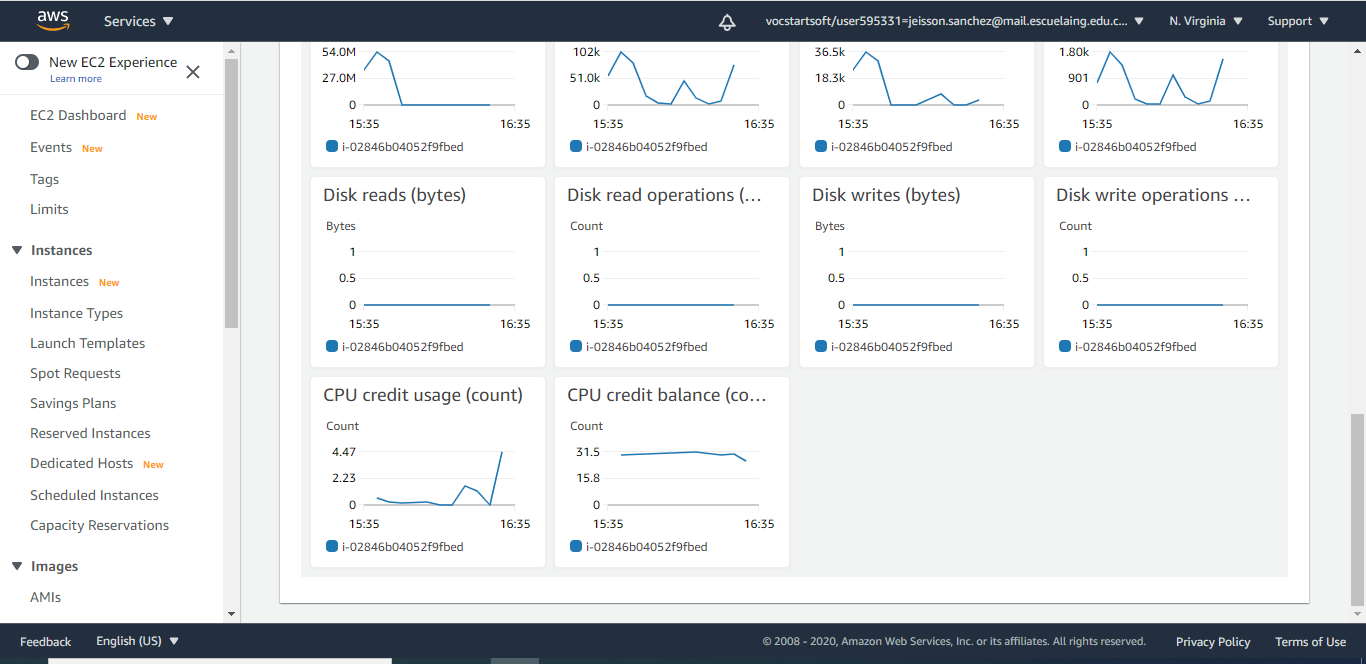 aws Services vocstartsoft/user595331=jeisson.sanchez@mail.escuelaing.edu.c... N. Virginia Support
New EC2 Experience
Learn more
EC2 Dashboard New
Events New
Tags
Limits
Instances
Instances New
Instance Types
Launch Templates
Spot Requests
Savings Plans
Reserved Instances
Dedicated Hosts New
Scheduled Instances
Capacity Reservations
Images
AMIs
54.0M
27.0M
0
15:35 16:35
i-02846b04052f9fbed
102k
51.0k
0
15:35 16:35
i-02846b04052f9fbed
36.5k
18.3k
0
15:35 16:35
i-02846b04052f9fbed
1.80k
901
0
15:35 16:35
i-02846b04052f9fbed
Disk reads (bytes)
Bytes
1
0.5
0
15:35 16:35
i-02846b04052f9fbed
Disk read operations (...
Count
1
0.5
0
15:35 16:35
i-02846b04052f9fbed
Disk writes (bytes)
Bytes
1
0.5
0
15:35 16:35
i-02846b04052f9fbed
Disk write operations ...
Count
1
0.5
0
15:35 16:35
i-02846b04052f9fbed
CPU credit usage (count)
Count
4.47
2.23
0
15:35 16:35
i-02846b04052f9fbed
CPU credit balance (co...
Count
31.5
15.8
0
15:35 16:35
i-02846b04052f9fbed
Feedback English (US) © 2008 - 2020, Amazon Web Services, Inc. or its affiliates. All rights reserved. Privacy Policy Terms of Use